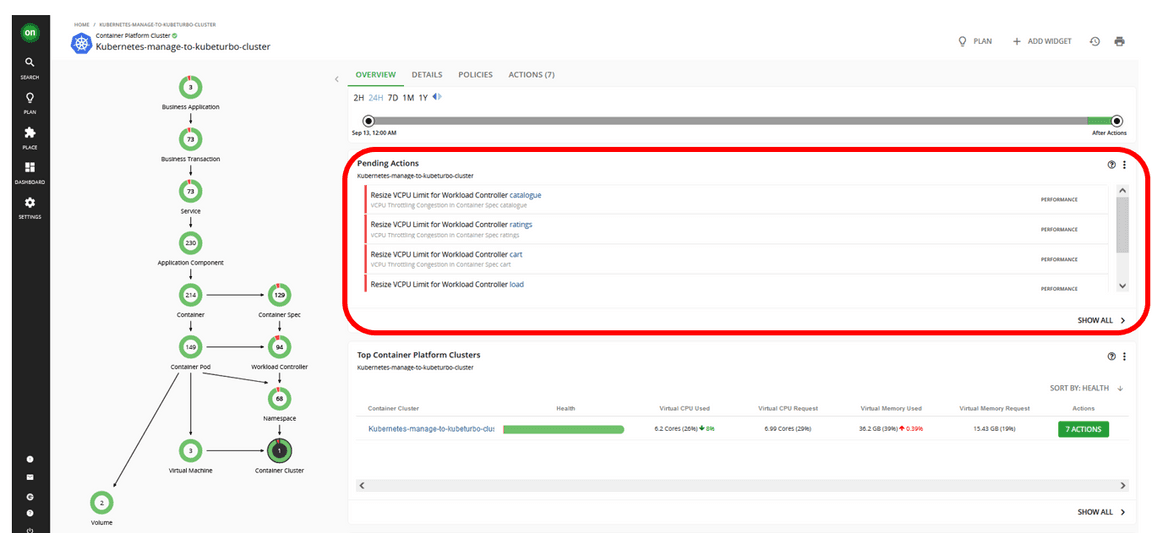 on
SEARCH
PLAN
PLACE
DASHBOARD
SETTINGS
HOME / KUBERNETES-MANAGE-TO-KUBETURBO-CLUSTER
Container Platform Cluster
Kubernetes-manage-to-kubeturbo-cluster
PLAN
ADD WIDGET
3
Business Application
73
Business Transaction
73
Service
230
Application Component
214
Container
129
Container Spec
149
Container Pod
94
Workload Controller
68
Namespace
3
Virtual Machine
1
Container Cluster
2
Volume
OVERVIEW DETAILS POLICIES ACTIONS (7)
2H 24H 7D 1M 1Y
Sep 13, 12:00 AM
After Actions
Pending Actions
Kubernetes-manage-to-kubeturbo-cluster
Resize VCPU Limit for Workload Controller catalogue
VCPU Throttling Congestion in Container Spec catalogue
PERFORMANCE
Resize VCPU Limit for Workload Controller ratings
VCPU Throttling Congestion in Container Spec ratings
PERFORMANCE
Resize VCPU Limit for Workload Controller cart
VCPU Throttling Congestion in Container Spec cart
PERFORMANCE
Resize VCPU Limit for Workload Controller load
PERFORMANCE
SHOW ALL
Top Container Platform Clusters
Kubernetes-manage-to-kubeturbo-cluster
SORT BY: HEALTH
Container Cluster Health Virtual CPU Used Virtual CPU Request Virtual Memory Used Virtual Memory Request Actions
Kubernetes-manage-to-kubeturbo-clus 6.2 Cores (26%) 8% 6.99 Cores (29%) 36.2 GB (39%) 0.39% 15.43 GB (19%) 7 ACTIONS
SHOW ALL